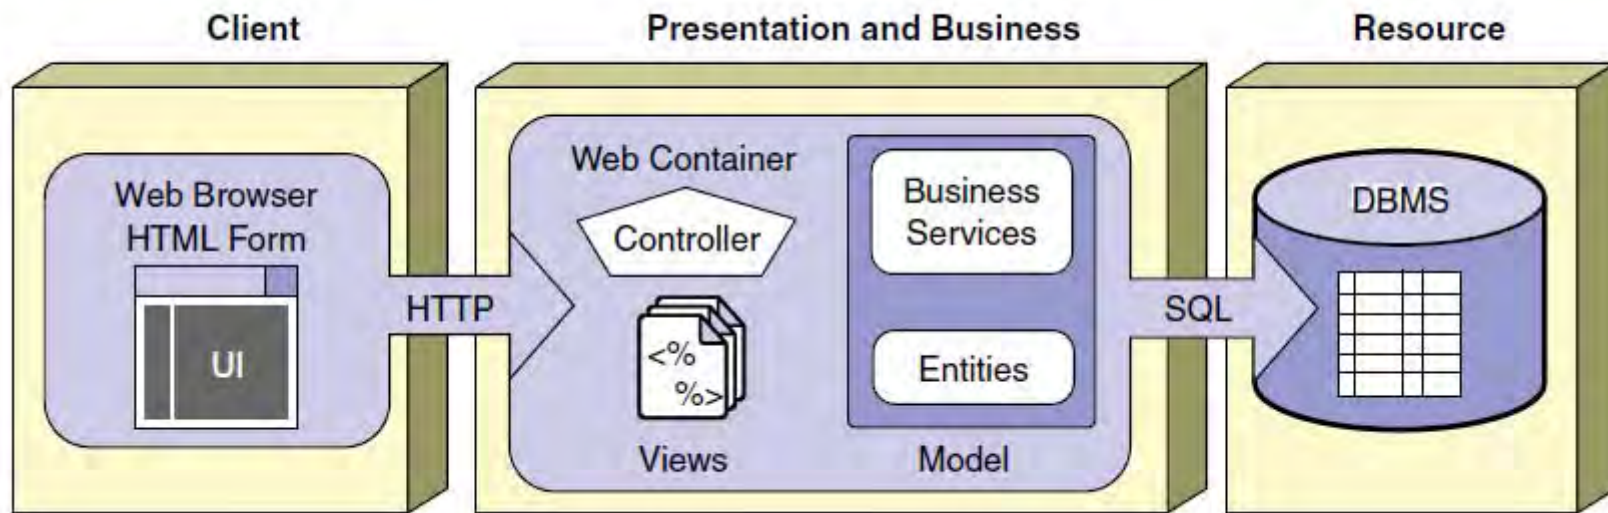 Client
Presentation and Business
Resource
Web Browser
HTML Form
UI
HTTP
Web Container
Controller
<%
%>
Views
Business
Services
Entities
Model
SQL
DBMS